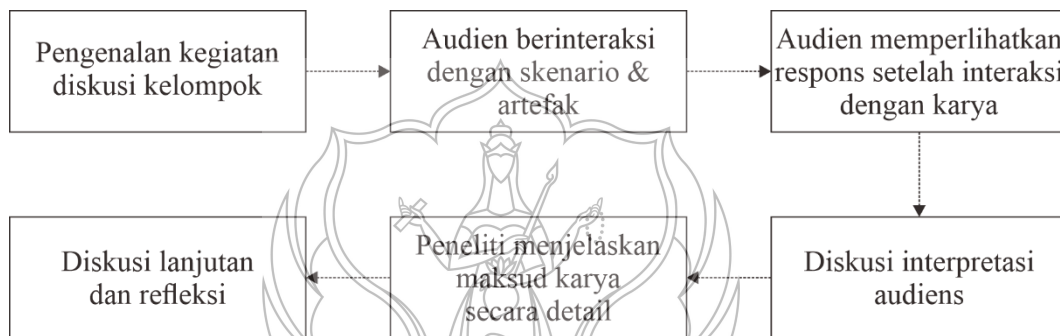 Pengenalan kegiatan
diskusi kelompok
Audien berinteraksi
dengan skenario &
artefak
Audien memperlihatkan
respons setelah interaksi
dengan karya
Diskusi interpretasi
audiens
Peneliti menjelaskan
maksud karya
secara detail
Diskusi lanjutan
dan refleksi